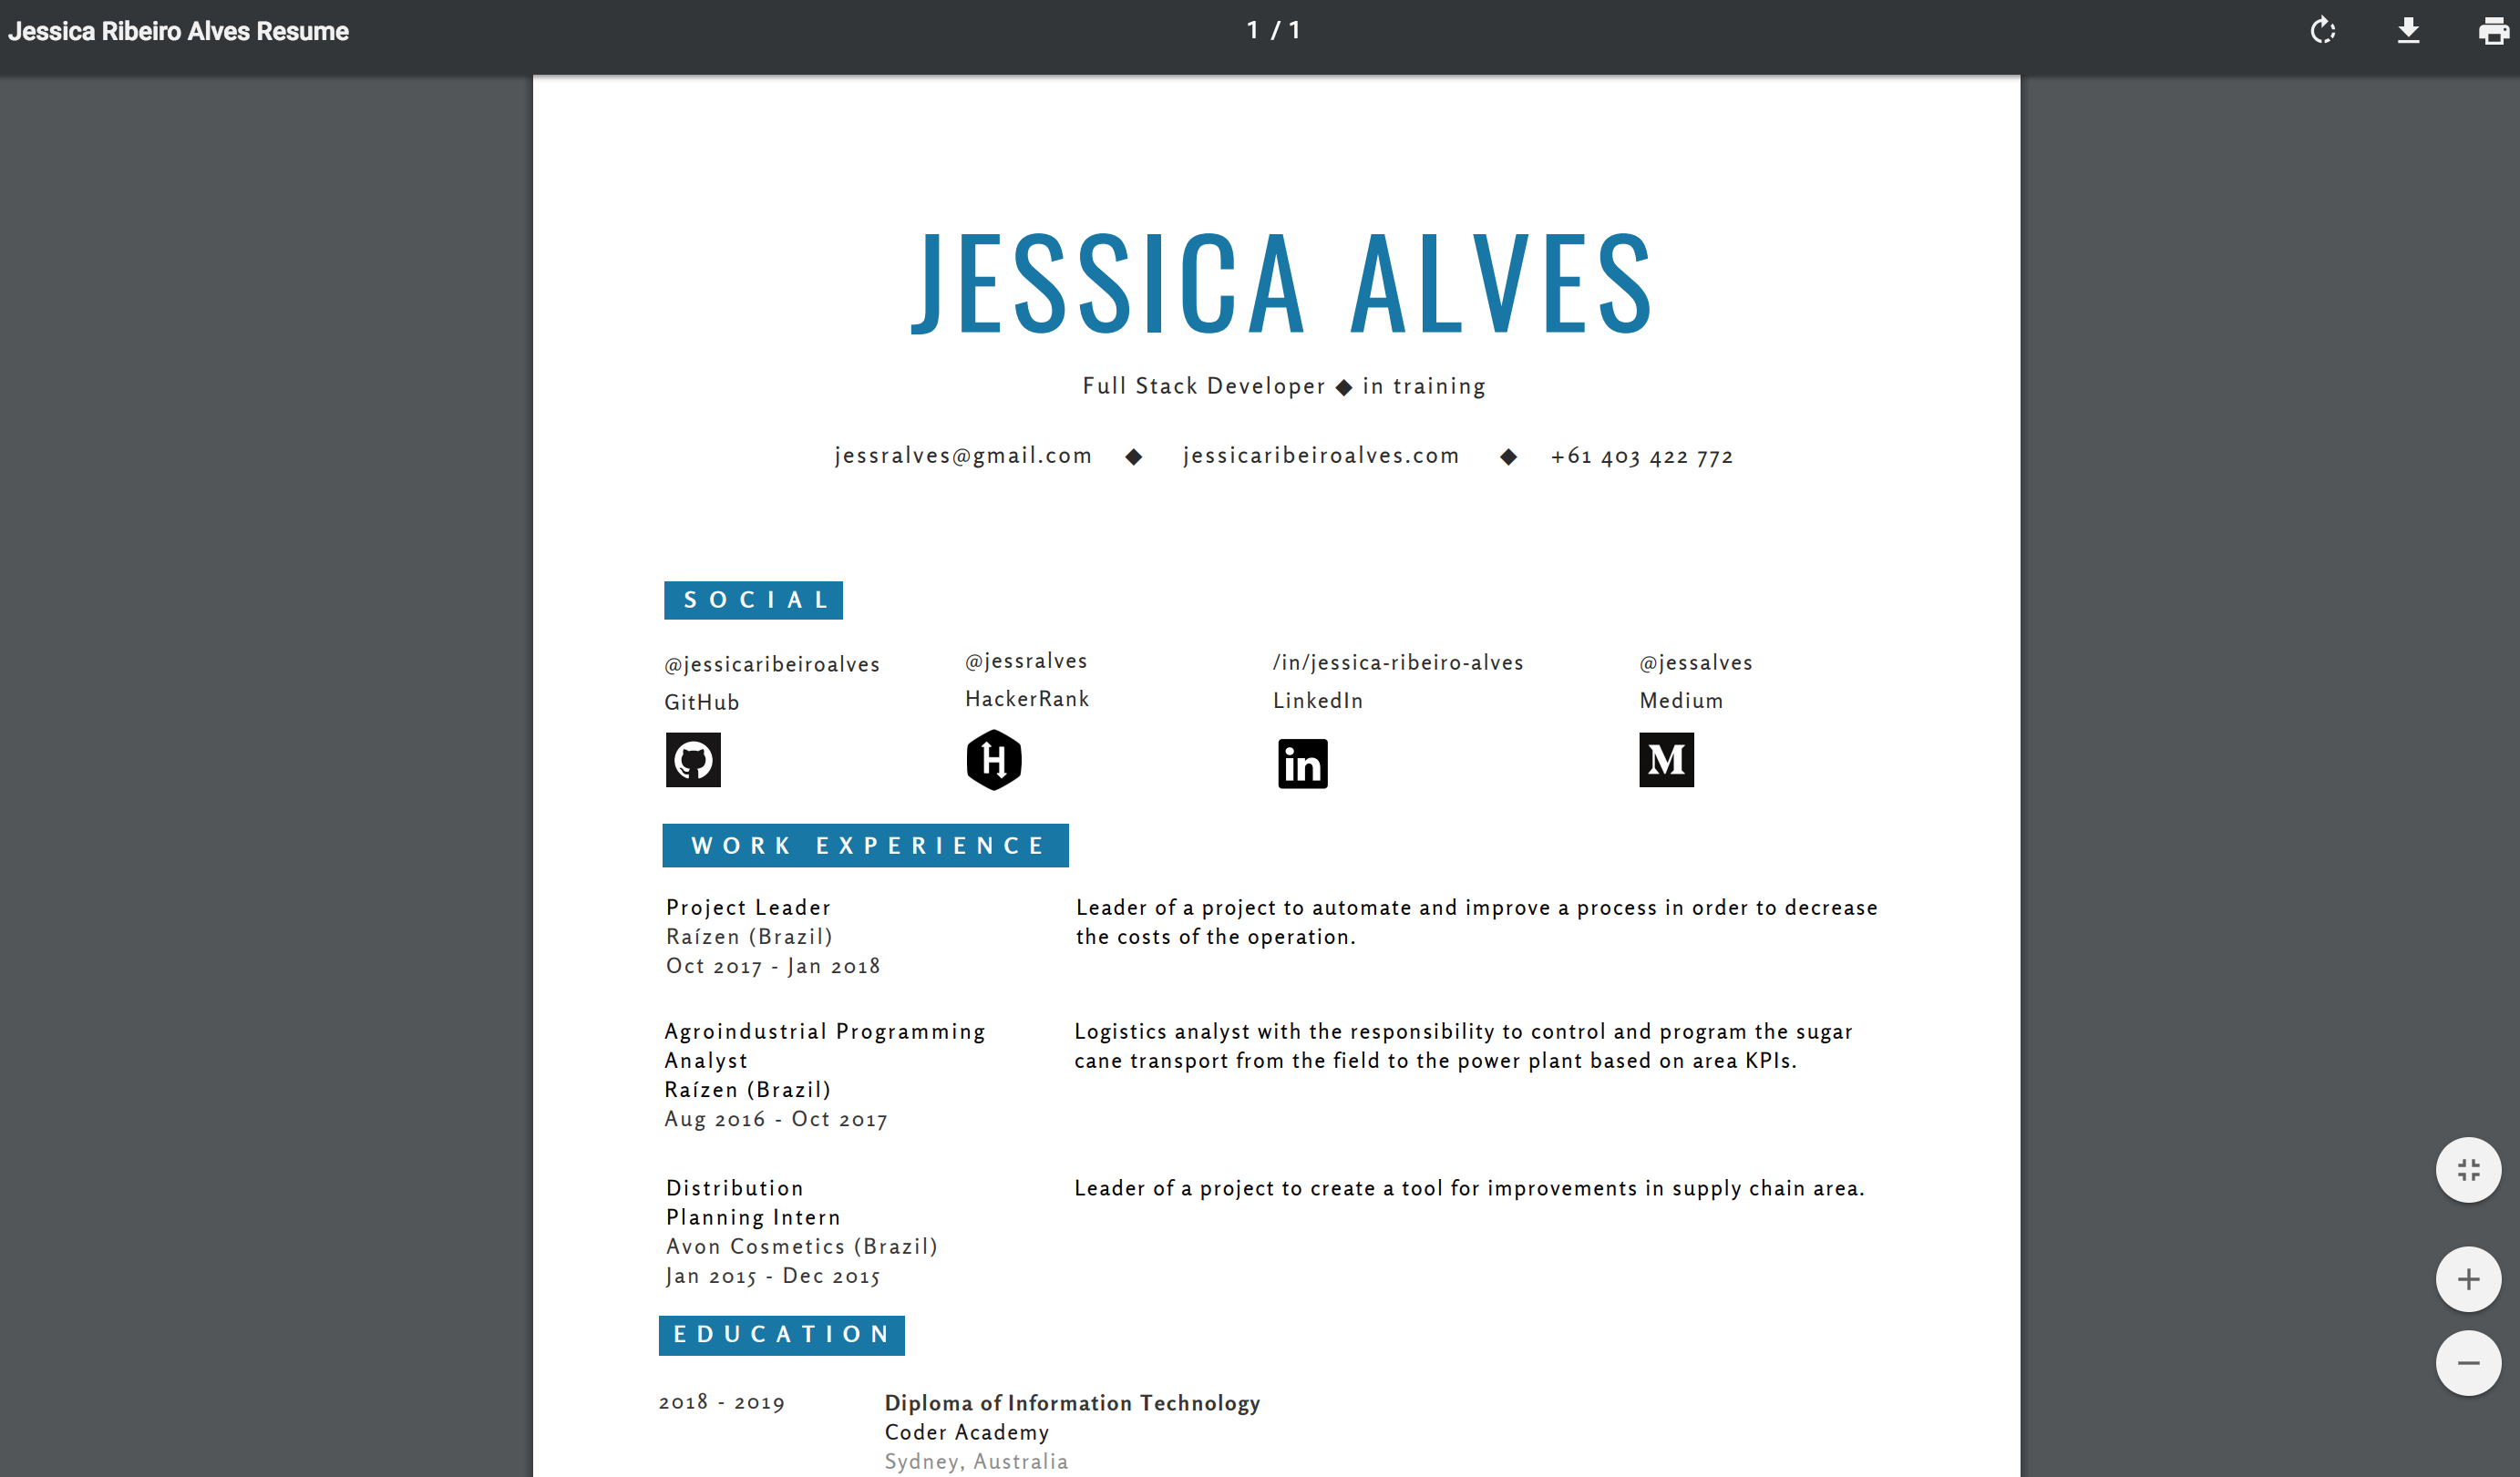 Jessica Ribeiro Alves Resume
1 / 1
JESSICA ALVES
Full Stack Developer ◆ in training
jessralves@gmail.com ◆ jessicaribeiroalves.com ◆ +61 403 422 772
SOCIAL
@jessicaribeiroalves
GitHub
@jessralves
HackerRank
H
/in/jessica-ribeiro-alves
LinkedIn
in
@jessalves
Medium
M
WORK EXPERIENCE
Project Leader
Raízen (Brazil)
Oct 2017 - Jan 2018
Leader of a project to automate and improve a process in order to decrease
the costs of the operation.
Agroindustrial Programming
Analyst
Raízen (Brazil)
Aug 2016 - Oct 2017
Logistics analyst with the responsibility to control and program the sugar
cane transport from the field to the power plant based on area KPIs.
Distribution
Planning Intern
Avon Cosmetics (Brazil)
Jan 2015 - Dec 2015
Leader of a project to create a tool for improvements in supply chain area.
EDUCATION
2018 - 2019
Diploma of Information Technology
Coder Academy
Sydney, Australia